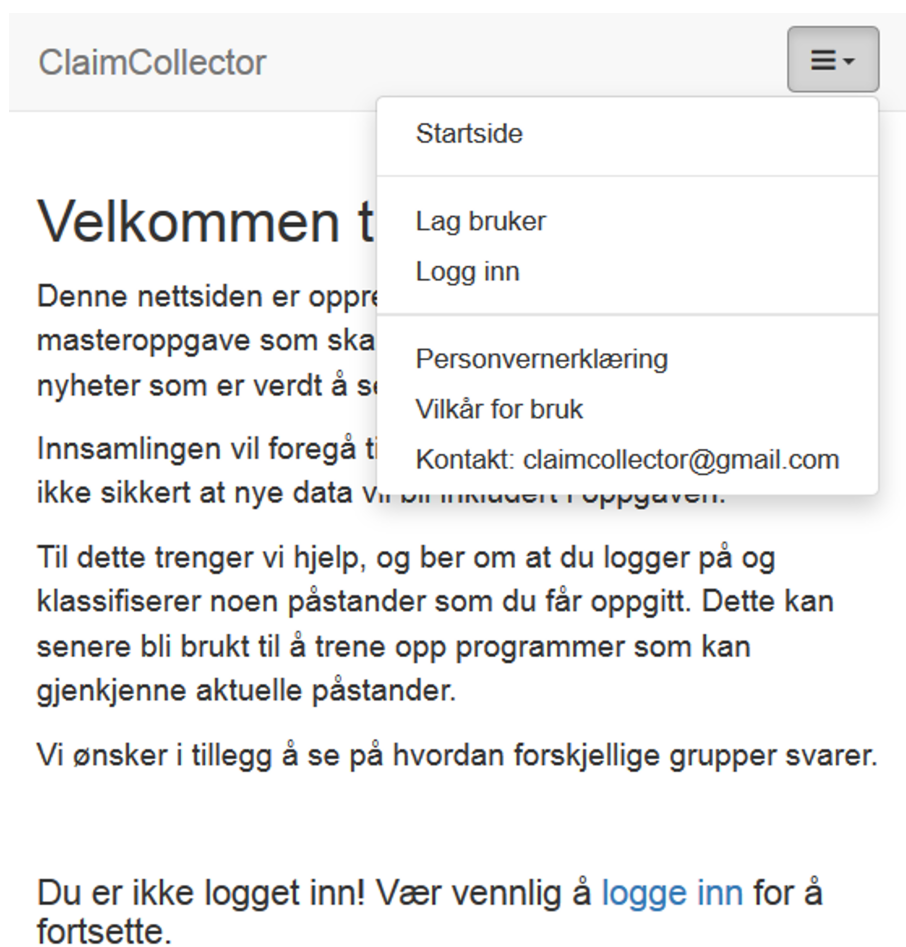 ClaimCollector
Startside
Lag bruker
Logg inn
Personvernerklæring
Vilkår for bruk
Kontakt: claimcollector@gmail.com
Velkommen t
Denne nettsiden er oppre
masteroppgave som ska
nyheter som er verdt å se
Innsamlingen vil foregå ti
ikke sikkert at nye data vil bli inkludert i oppgaven.
Til dette trenger vi hjelp, og ber om at du logger på og
klassifiserer noen påstander som du får oppgitt. Dette kan
senere bli brukt til å trene opp programmer som kan
gjenkjenne aktuelle påstander.
Vi ønsker i tillegg å se på hvordan forskjellige grupper svarer.
Du er ikke logget inn! Vær vennlig å logge inn for å
fortsette.